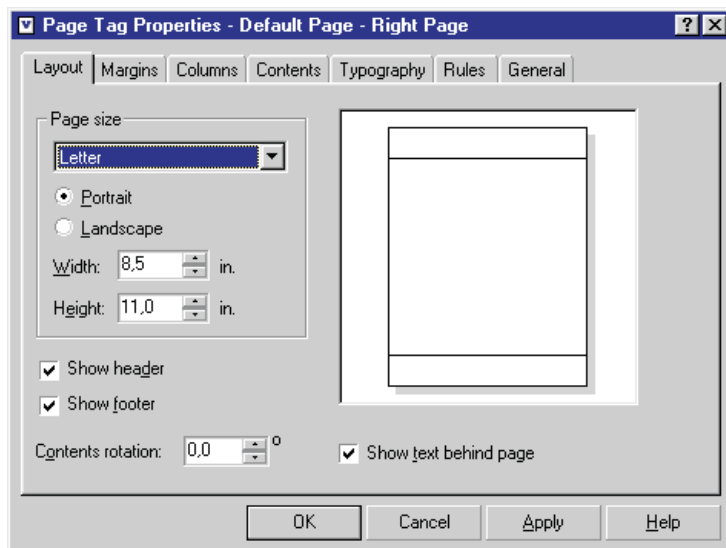 Page Tag Properties - Default Page - Right Page
Layout Margins Columns Contents Typography Rules General
Page size
Letter
Portrait
Landscape
Width: 8,5 in.
Height: 11,0 in.
Show header
Show footer
Contents rotation: 0,0 °
Show text behind page
OK Cancel Apply Help